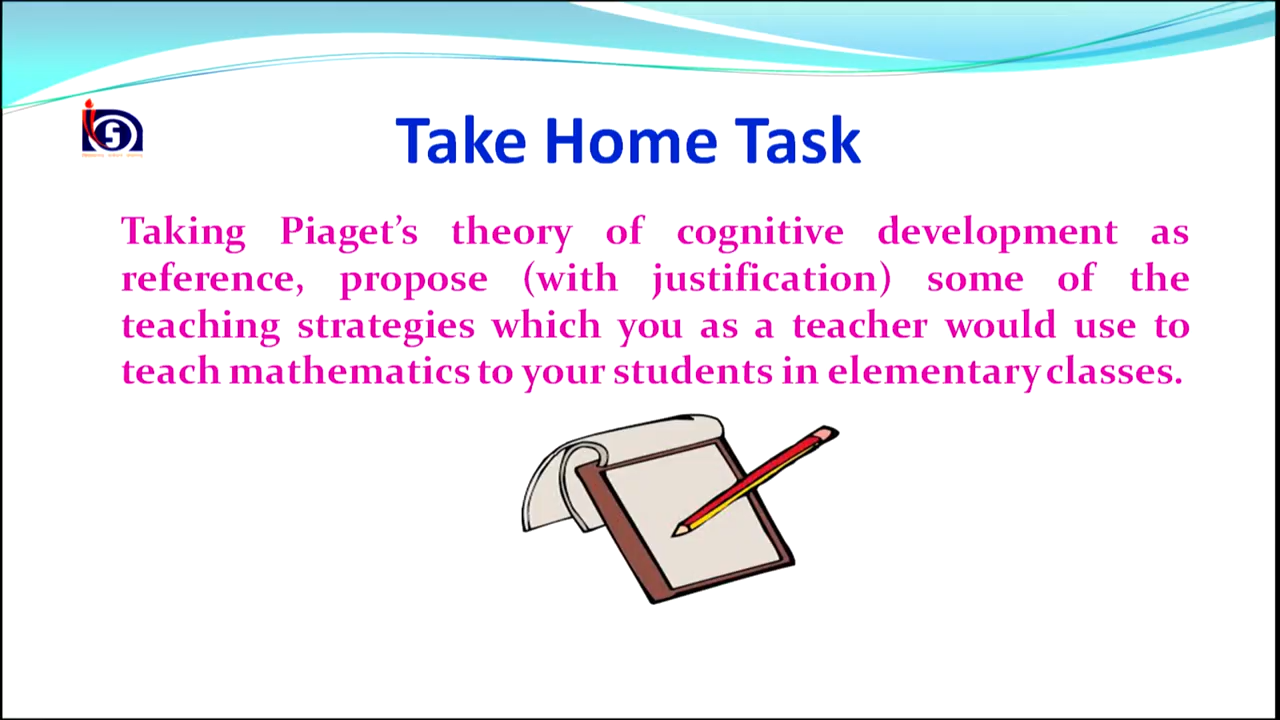 Take Home Task
Taking Piaget’s theory of cognitive development as
reference, propose (with justification) some of the
teaching strategies which you as a teacher would use to
teach mathematics to your students in elementary classes.